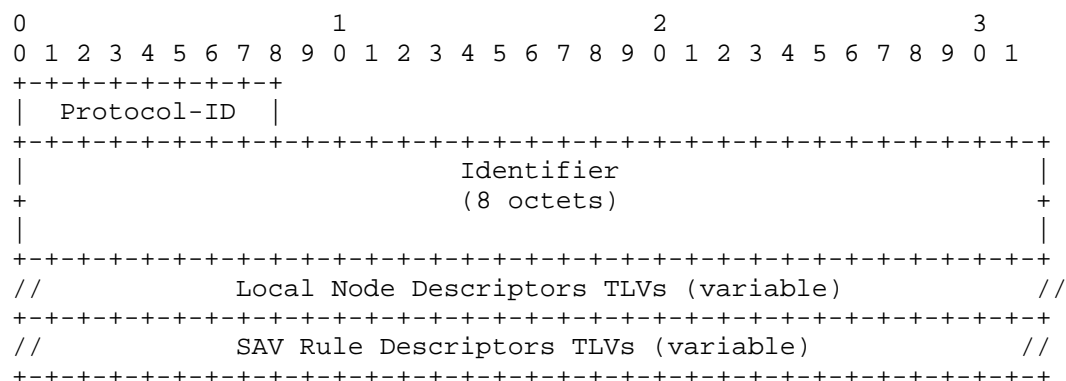 0                   1                   2                   3
0 1 2 3 4 5 6 7 8 9 0 1 2 3 4 5 6 7 8 9 0 1 2 3 4 5 6 7 8 9 0 1
+-+-+-+-+-+-+-+-+
|  Protocol-ID  |
+-+-+-+-+-+-+-+-+-+-+-+-+-+-+-+-+-+-+-+-+-+-+-+-+-+-+-+-+-+-+-+-+
|                           Identifier                          |
+                           (8 octets)                          +
|                                                               |
+-+-+-+-+-+-+-+-+-+-+-+-+-+-+-+-+-+-+-+-+-+-+-+-+-+-+-+-+-+-+-+-+
//            Local Node Descriptors TLVs (variable)            //
+-+-+-+-+-+-+-+-+-+-+-+-+-+-+-+-+-+-+-+-+-+-+-+-+-+-+-+-+-+-+-+-+
//            SAV Rule Descriptors TLVs (variable)             //
+-+-+-+-+-+-+-+-+-+-+-+-+-+-+-+-+-+-+-+-+-+-+-+-+-+-+-+-+-+-+-+-+